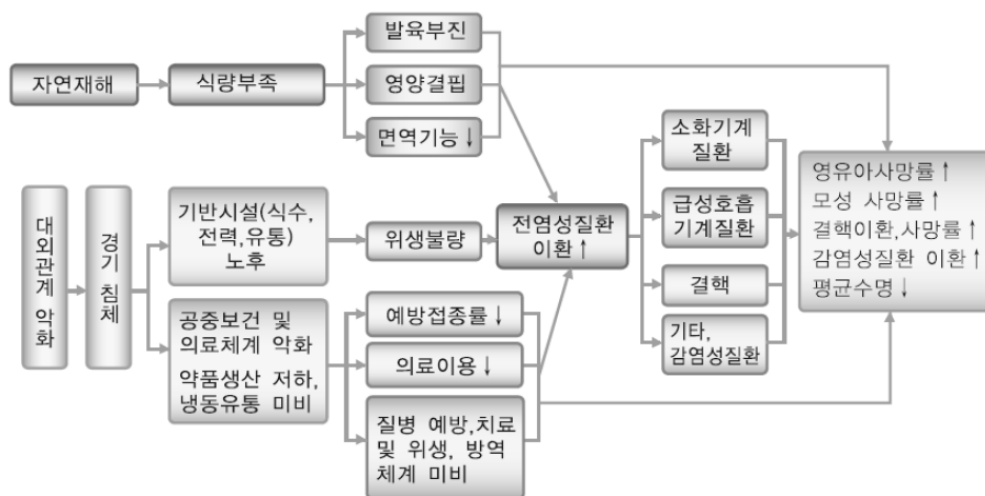 자연재해
식량부족
발육부진
영양결핍
면역기능↓
대외관계 악화
경기 침체
기반시설(식수,
전력,유통)
노후
위생불량
공중보건 및
의료체계 악화
약품생산 저하,
냉동유통 미비
예방접종률↓
의료이용↓
질병 예방,치료
및 위생, 방역
체계 미비
전염성질환
이환↑
소화기계
질환
급성호흡
기계질환
결핵
기타,
감염성질환
영유아사망률↑
모성 사망률↑
결핵이환,사망률↑
감염성질환 이환↑
평균수명↓